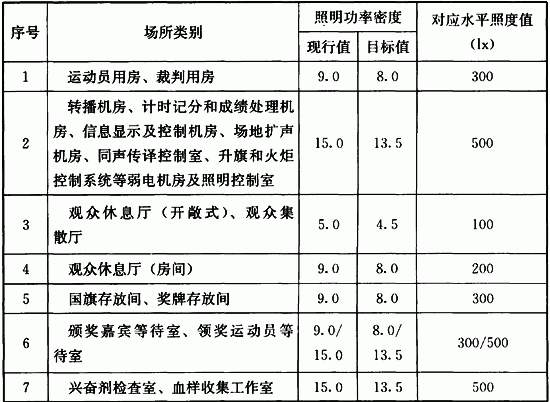 序号 场所类别 照明功率密度 对应水平照度值
(lx)
现行值 目标值
1 运动员用房、裁判用房 9.0 8.0 300
2 转播机房、计时记分和成绩处理机
房、信息显示及控制机房、场地扩声
机房、同声传译控制室、升旗和火炬
控制系统等弱电机房及照明控制室 15.0 13.5 500
3 观众休息厅(开敞式)、观众集
散厅 5.0 4.5 100
4 观众休息厅(房间) 9.0 8.0 200
5 国旗存放间、奖牌存放间 9.0 8.0 300
6 颁奖嘉宾等待室、领奖运动员等
待室 9.0/
15.0 8.0/
13.5 300/500
7 兴奋剂检查室、血样收集工作室 15.0 13.5 500